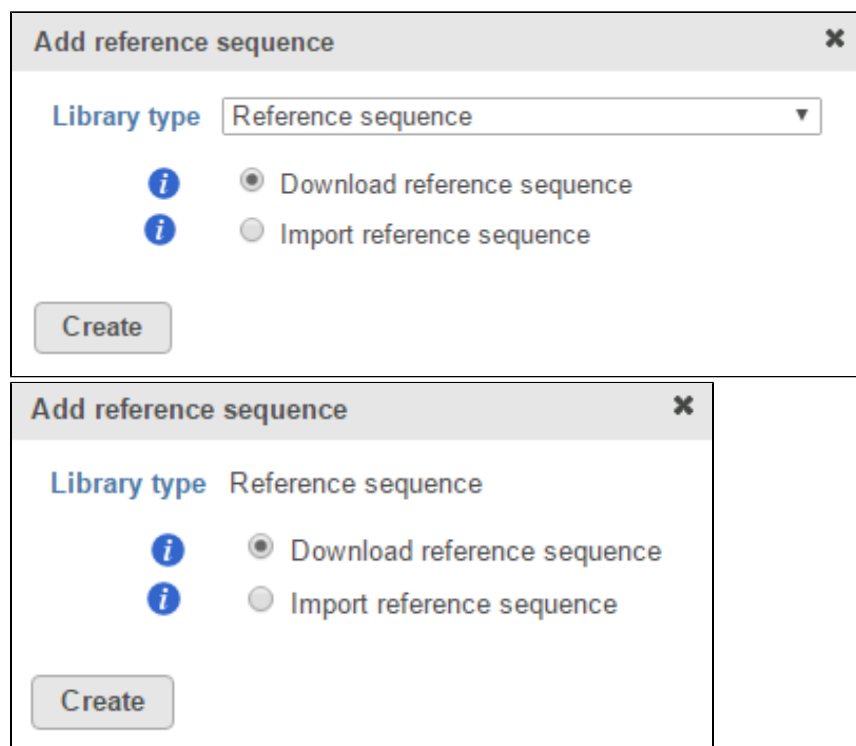 Add reference sequence ✖
Library type Reference sequence ▼
i Download reference sequence
i Import reference sequence
Create
Add reference sequence ✖
Library type Reference sequence
i Download reference sequence
i Import reference sequence
Create